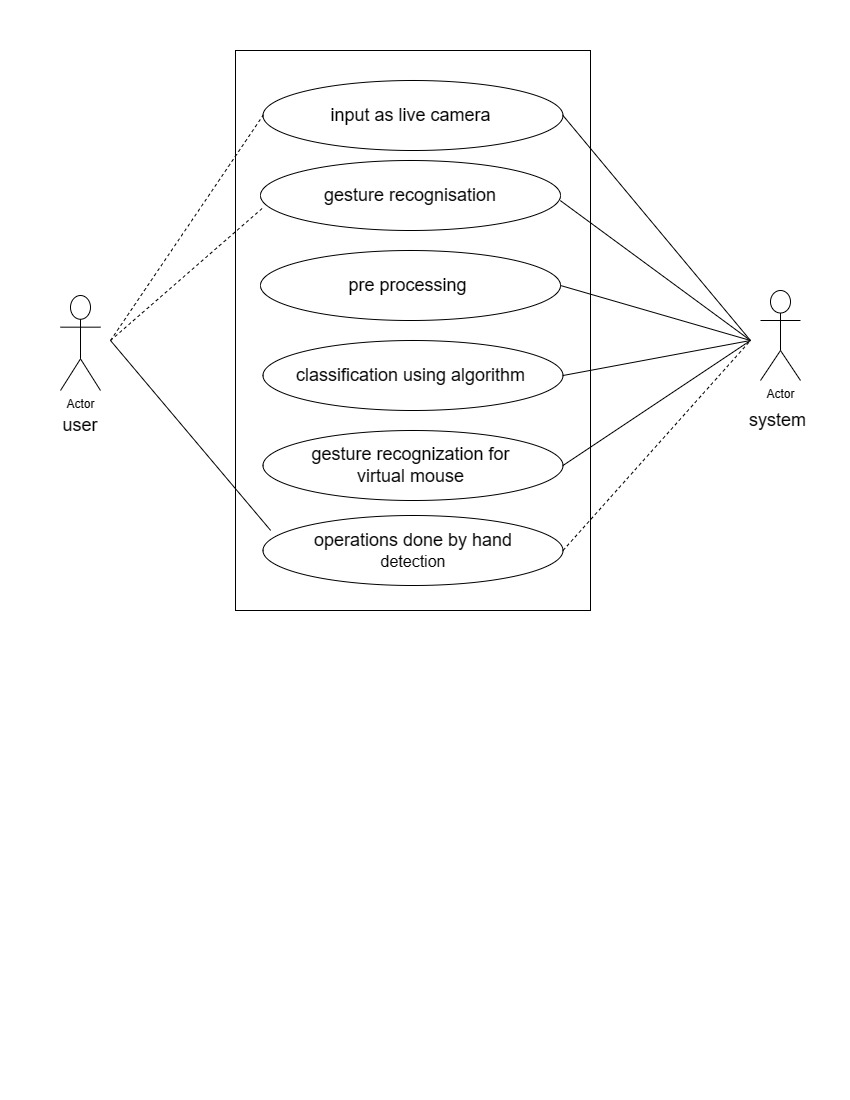 input as live camera
gesture recognisation
pre processing
classification using algorithm
gesture recognization for
virtual mouse
operations done by hand
detection
Actor
user
Actor
system